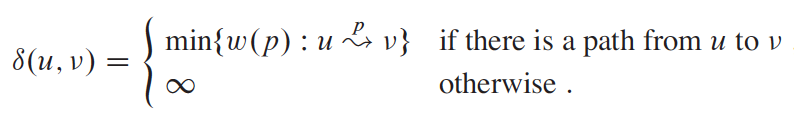 δ(u, v) = { min{w(p) : u ↝ᵖ v} if there is a path from u to v
∞ otherwise .